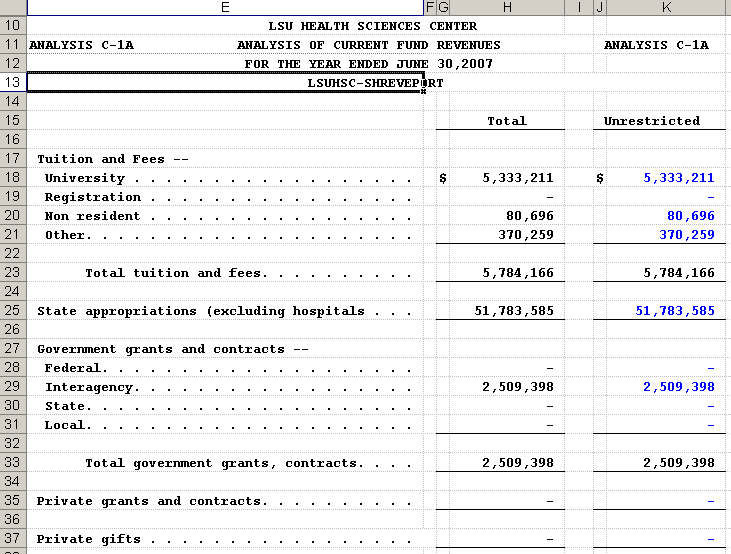 E F G H I J K
10 LSU HEALTH SCIENCES CENTER
11 ANALYSIS C-1A ANALYSIS OF CURRENT FUND REVENUES ANALYSIS C-1A
12 FOR THE YEAR ENDED JUNE 30,2007
13 LSUHSC-SHREVEPORT
14
15 Total Unrestricted
16
17 Tuition and Fees --
18 University . . . . . . . . . . . . . . . . . . $ 5,333,211 $ 5,333,211
19 Registration . . . . . . . . . . . . . . . . . – –
20 Non resident . . . . . . . . . . . . . . . . . 80,696 80,696
21 Other. . . . . . . . . . . . . . . . . . . . . 370,259 370,259
22
23 Total tuition and fees. . . . . . . . . . 5,784,166 5,784,166
24
25 State appropriations (excluding hospitals . . . 51,783,585 51,783,585
26
27 Government grants and contracts --
28 Federal. . . . . . . . . . . . . . . . . . . . – –
29 Interagency. . . . . . . . . . . . . . . . . . 2,509,398 2,509,398
30 State. . . . . . . . . . . . . . . . . . . . . – –
31 Local. . . . . . . . . . . . . . . . . . . . . – –
32
33 Total government grants, contracts. . . . 2,509,398 2,509,398
34
35 Private grants and contracts. . . . . . . . . . – –
36
37 Private gifts . . . . . . . . . . . . . . . . . – –